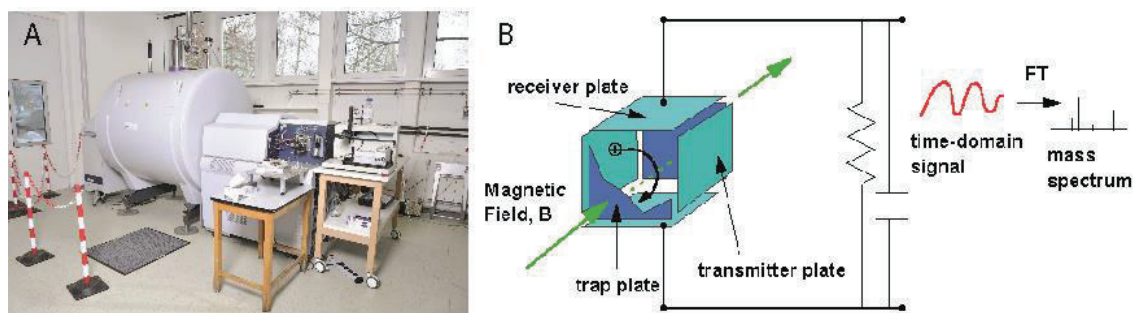 A
B
receiver plate
Magnetic
Field, B
trap plate
transmitter plate
time-domain
signal
FT
mass
spectrum